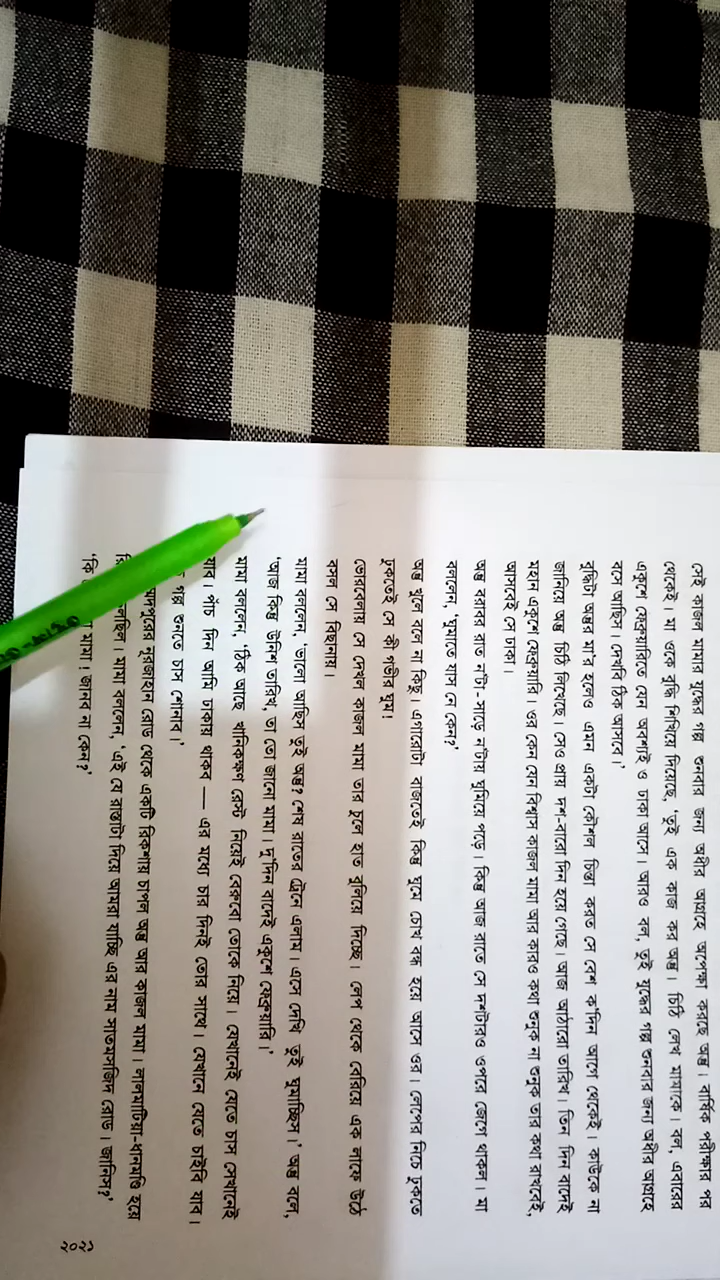 সেই কাজল মামার যুদ্ধের গল্প শুনবার জন্য অধীর আগ্রহে অপেক্ষা করছে অন্তু। বার্ষিক পরীক্ষার পর
থেকেই। মা ওকে বুদ্ধি শিখিয়ে দিয়েছে, ‘তুই এক কাজ কর অন্তু। চিঠি লেখ মামাকে। বল, এবারের
একুশে ফেব্রুয়ারিতে যেন অবশ্যই ও ঢাকা আসে। আরও বল, তুই যুদ্ধের গল্প শুনবার জন্য অধীর আগ্রহে
বসে আছিস। দেখবি ঠিক আসবে।’
বুদ্ধিটা অন্তুর মা'র হলেও এমন একটা কৌশল চিন্তা করত সে বেশ ক'দিন আগে থেকেই। কাউকে না
জানিয়ে অন্তু চিঠি লিখেছে। সেও প্রায় দশ-বারো দিন হয়ে গেছে। আজ আঠারো তারিখ। তিন দিন বাদেই
মহান একুশে ফেব্রুয়ারি। ওর কেন যেন বিশ্বাস কাজল মামা আর কারও কথা শুনুক না শুনুক তার কথা রাখবেই,
আসবেই সে ঢাকা।
অন্তু বরাবর রাত ন'টা- সাড়ে ন'টায় ঘুমিয়ে পড়ে। কিন্তু আজ রাতে সে দশটারও ওপরে জেগে থাকল। মা
বললেন, ‘ঘুমাতে যাস নে কেন?’
অন্তু খুলে বলে না কিছু। এগারোটা বাজতেই কিন্তু ঘুমে চোখ বন্ধ হয়ে আসে ওর। লেপের নিচে ঢুকতে
ঢুকতেই সে কী গভীর ঘুম!
ভোরবেলায় সে দেখল কাজল মামা তার চুলে হাত বুলিয়ে দিচ্ছে। লেপ থেকে বেরিয়ে এক লাফে উঠে
বসল সে বিছানায়।
মামা বললেন, ‘ভালো আছিস তুই অন্তু? শেষ রাতের ট্রেনে এলাম। এসে দেখি তুই ঘুমাচ্ছিস।’ অন্তু বলে,
‘আজ কিন্তু উনিশ তারিখ, তা তো জানো মামা। দু'দিন বাদেই একুশে ফেব্রুয়ারি।’
মামা বললেন, ঠিক আছে খানিকক্ষণ রেস্ট নিয়েই বেরুবো তোকে নিয়ে। যেখানেই যেতে চাস সেখানেই
যাব। পাঁচ দিন আমি ঢাকায় থাকব — এর মধ্যে চার দিনই তোর সাথে। যেখানে যেতে চাইবি যাব।
গল্প শুনতে চাস শোনাব।’
নূরজাহান রোড থেকে একটি রিকশায় চাপল অন্তু আর কাজল মামা। লালমাটিয়া-ধানমন্ডি হয়ে
মামা বললেন, ‘এই যে রাস্তাটা দিয়ে আমরা যাচ্ছি এর নাম সাতমসজিদ রোড। জানিস?’
মামা। জানব না কেন?’
২০২১